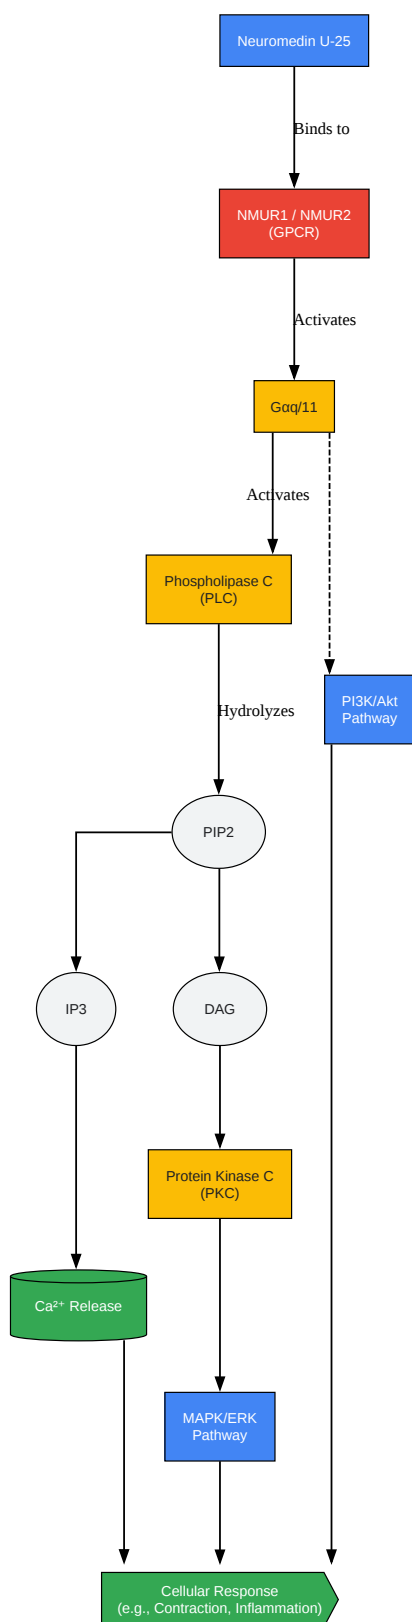 Neuromedin U-25
Binds to
NMUR1 / NMUR2
(GPCR)
Activates
Gαq/11
Activates
Phospholipase C
(PLC)
Hydrolyzes
PI3K/Akt
Pathway
PIP2
IP3
DAG
Protein Kinase C
(PKC)
Ca²⁺ Release
MAPK/ERK
Pathway
Cellular Response
(e.g., Contraction, Inflammation)